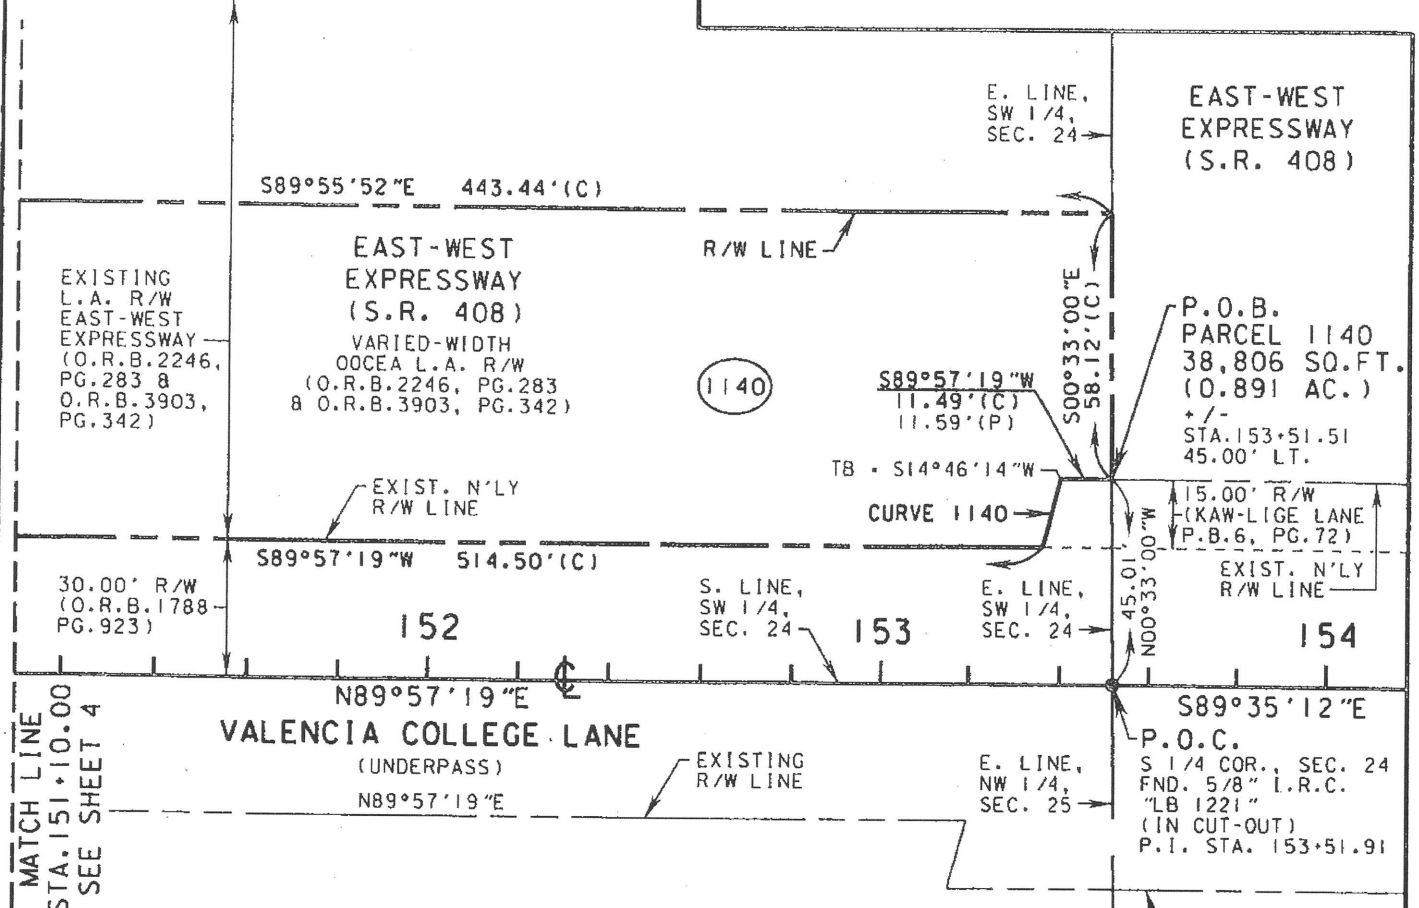 E. LINE,
SW 1/4,
SEC. 24
EAST-WEST
EXPRESSWAY
(S.R. 408)
S89°55'52"E 443.44'(C)
R/W LINE
EAST-WEST
EXPRESSWAY
(S.R. 408)
VARIED-WIDTH
OOCEA L.A. R/W
(O.R.B.2246, PG.283
& O.R.B.3903, PG.342)
EXISTING
L.A. R/W
EAST-WEST
EXPRESSWAY
(O.R.B.2246,
PG.283 &
O.R.B.3903,
PG.342)
1140
S89°57'19"W
11.49'(C)
11.59'(P)
TB = S14°46'14"W
CURVE 1140
S00°33'00"E
58.12'(C)
P.O.B.
PARCEL 1140
38,806 SQ.FT.
(0.891 AC.)
+/-
STA.153+51.51
45.00' LT.
15.00' R/W
(KAW-LIGE LANE
P.B.6, PG.72)
EXIST. N'LY
R/W LINE
EXIST. N'LY
R/W LINE
S89°57'19"W 514.50'(C)
30.00' R/W
(O.R.B.1788
PG.923)
152
S. LINE,
SW 1/4,
SEC. 24
153
E. LINE,
SW 1/4,
SEC. 24
45.01'
N00°33'00"W
154
N89°57'19"E
S89°35'12"E
VALENCIA COLLEGE LANE
(UNDERPASS)
N89°57'19"E
EXISTING
R/W LINE
E. LINE,
NW 1/4,
SEC. 25
P.O.C.
S 1/4 COR., SEC. 24
FND. 5/8" I.R.C.
"LB 1221"
(IN CUT-OUT)
P.I. STA. 153+51.91
MATCH LINE
STA.151+10.00
SEE SHEET 4